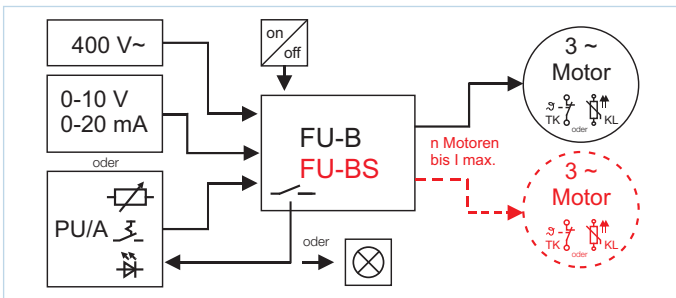 400 V~
on
off
0-10 V
0-20 mA
oder
PU/A
FU-B
FU-BS
oder
n Motoren
bis I max.
3 ~
Motor
ϑ
TK
oder
KL
3 ~
Motor
ϑ
TK
oder
KL